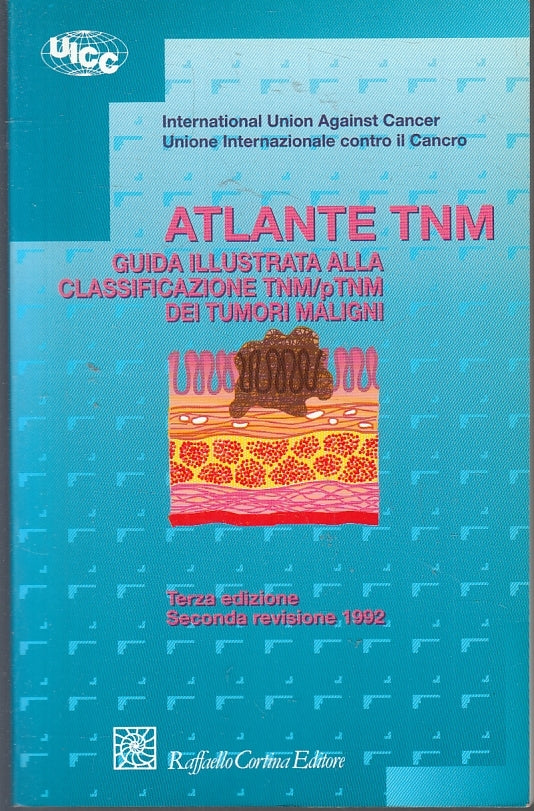 UICC
International Union Against Cancer
Unione Internazionale contro il Cancro
ATLANTE TNM
GUIDA ILLUSTRATA ALLA
CLASSIFICAZIONE TNM/pTNM
DEI TUMORI MALIGNI
Terza edizione
Seconda revisione 1992
Raffaello Cortina Editore